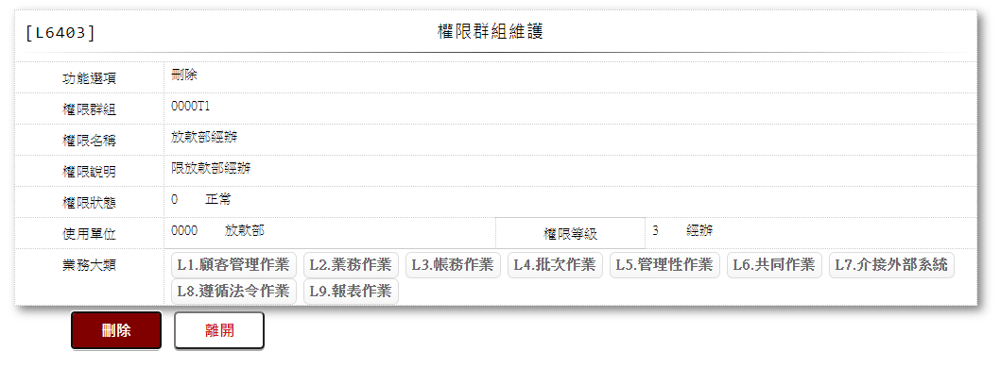 [L6403] 權限群組維護
功能選項 刪除
權限群組 0000T1
權限名稱 放款部經辦
權限說明 限放款部經辦
權限狀態 0 正常
使用單位 0000 放款部 權限等級 3 經辦
業務大類 L1.顧客管理作業 L2.業務作業 L3.帳務作業 L4.批次作業 L5.管理性作業 L6.共同作業 L7.介接外部系統
L8.遵循法令作業 L9.報表作業
刪除 離開